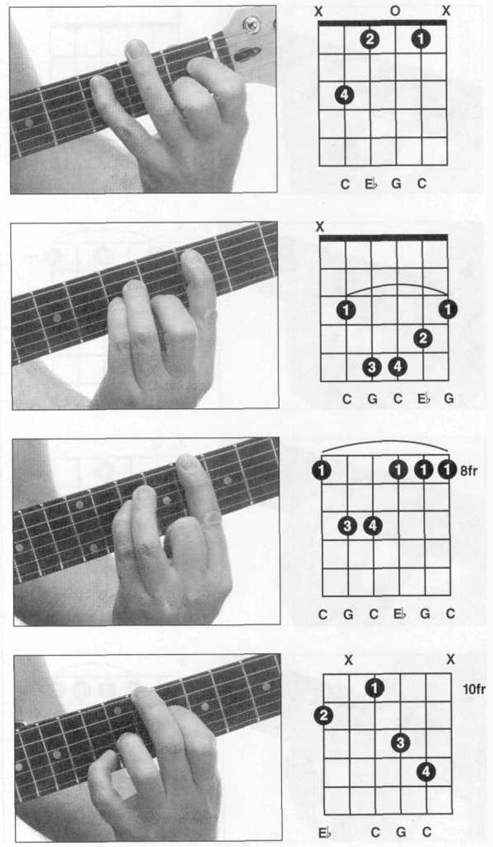 X O X
2 1
4
C E♭ G C
X
1 1
2
3 4
C G C E♭ G
1 1 1 1 8fr
3 4
C G C E♭ G C
X X
1 10fr
2
3
4
E♭ C G C